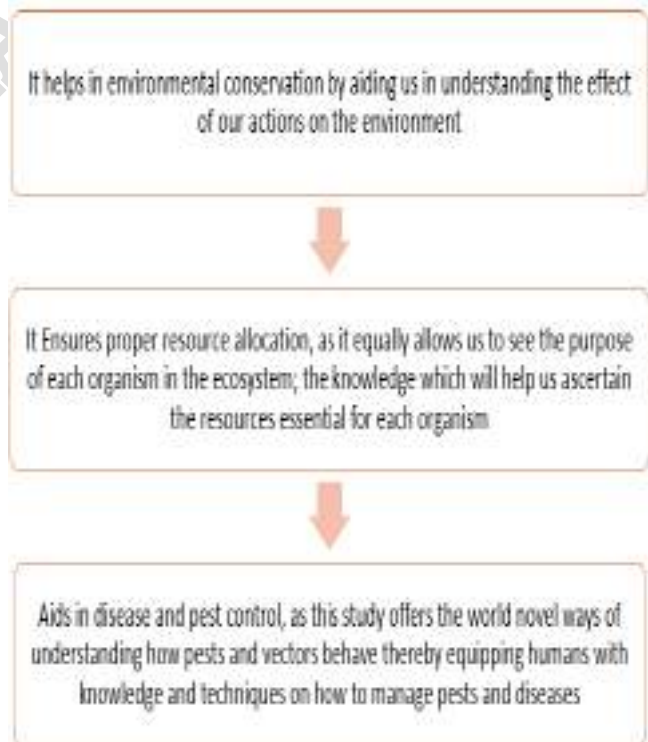 It helps in environmental conservation by aiding us in understanding the effect
of our actions on the environment
It Ensures proper resource allocation, as it equally allows us to see the purpose
of each organism in the ecosystem; the knowledge which will help us ascertain
the resources essential for each organism
Aids in disease and pest control, as this study offers the world novel ways of
understanding how pests and vectors behave thereby equipping humans with
knowledge and techniques on how to manage pests and diseases